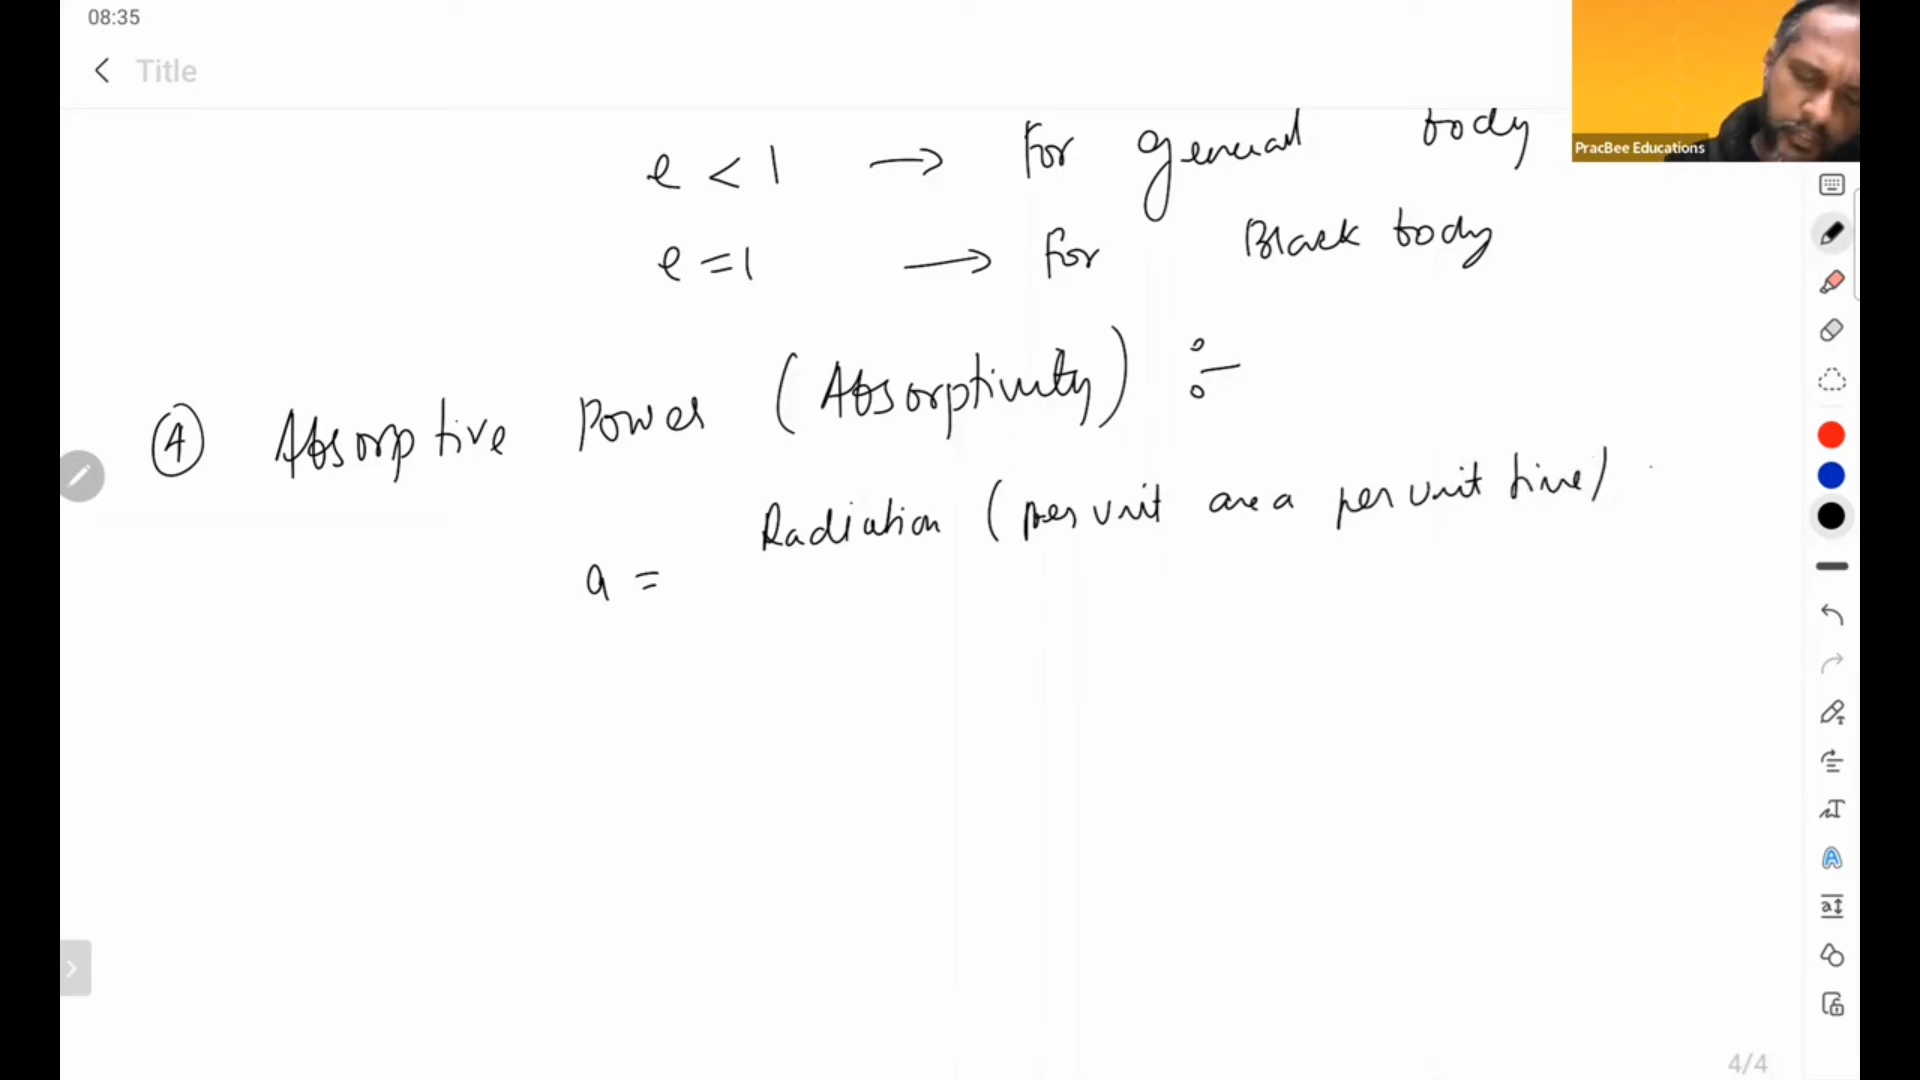 08:35
Title
PracBee Educations
e < 1 → For general body
e = 1 → For Black body
④ Absorptive Power (Absorptivity) :-
Radiation (per unit area per unit time)
a =
4/4